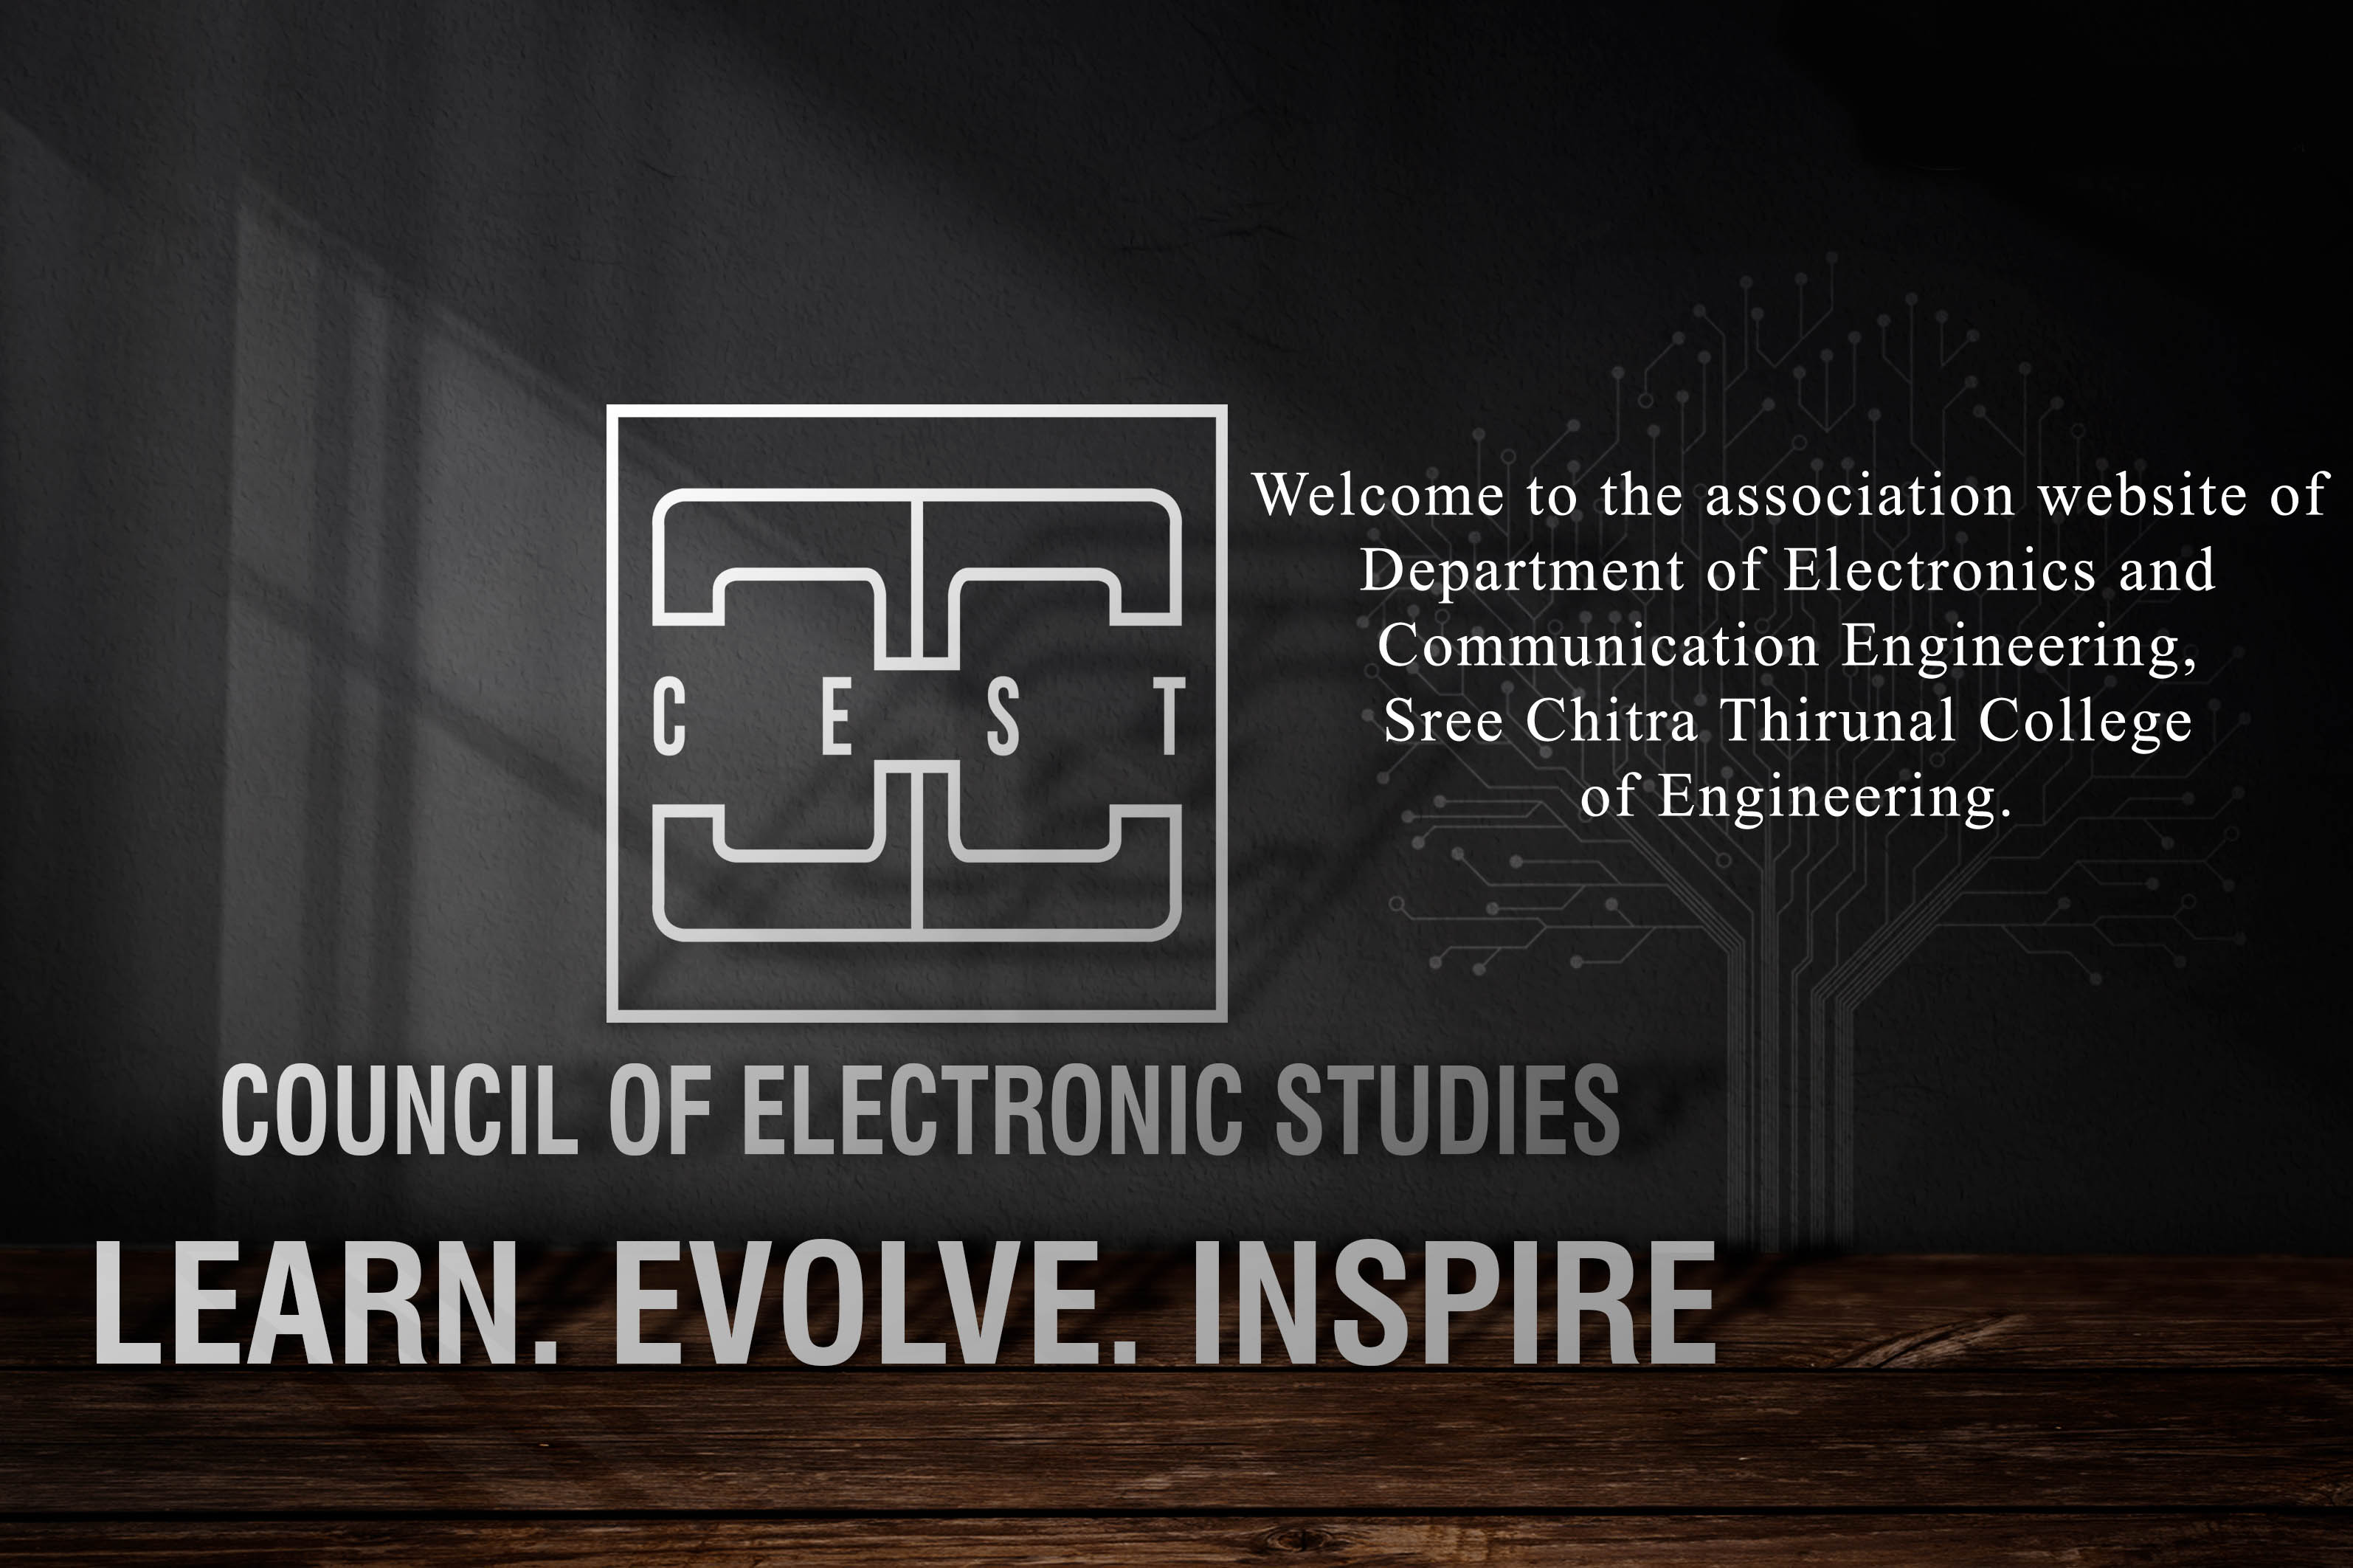 C E S T
Welcome to the association website of
Department of Electronics and
Communication Engineering,
Sree Chitra Thirunal College
of Engineering.
COUNCIL OF ELECTRONIC STUDIES
LEARN. EVOLVE. INSPIRE